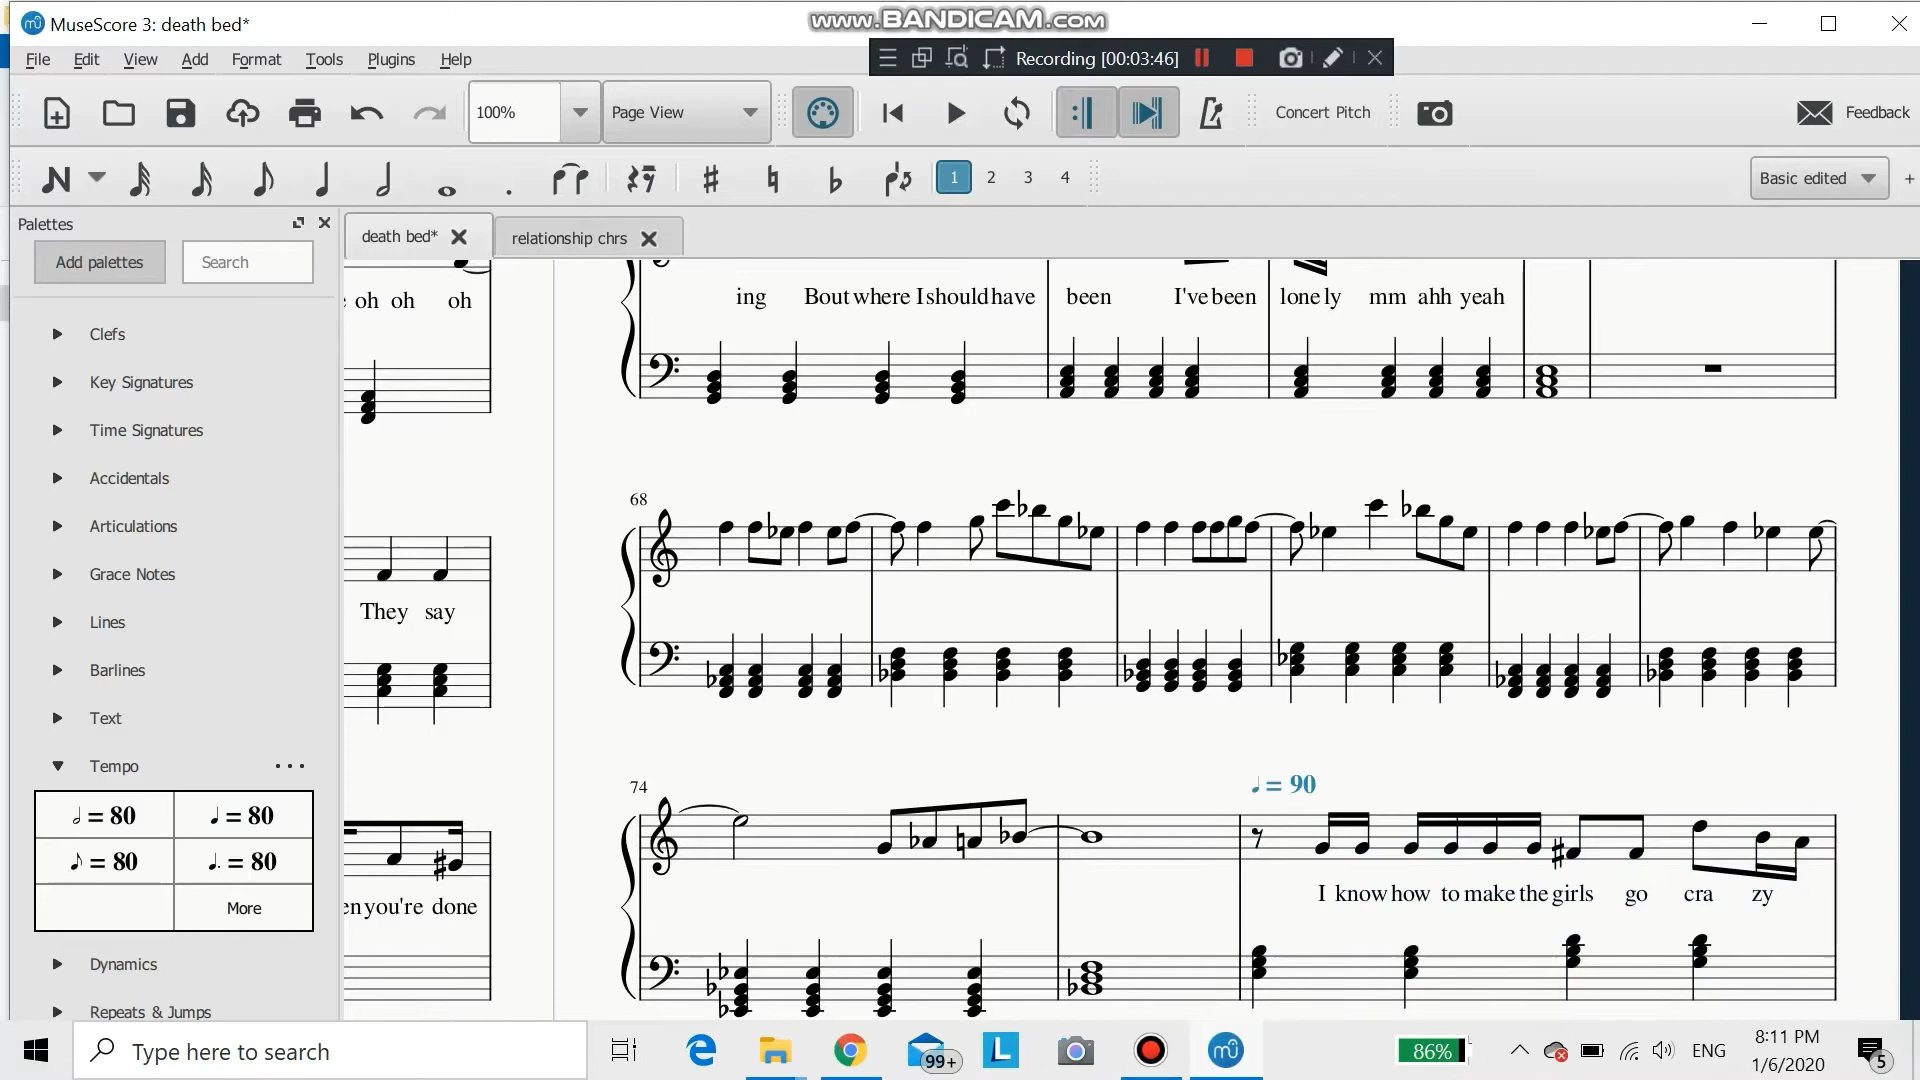 MuseScore 3: death bed*
www.BANDICAM.com
File Edit View Add Format Tools Plugins Help
Recording [00:03:46]
100%
Page View
Concert Pitch
Feedback
1 2 3 4
Basic edited
+
Palettes
death bed*
relationship chrs
Add palettes
Search
Clefs
Key Signatures
Time Signatures
Accidentals
Articulations
Grace Notes
Lines
Barlines
Text
Tempo
...
𝅗𝅥 = 80
♩ = 80
♪ = 80
♩. = 80
More
Dynamics
Repeats & Jumps
oh oh oh
ing Bout where I should have been I've been lone ly mm ahh yeah
68
They say
74
♩ = 90
en you're done
I know how to make the girls go cra zy
Type here to search
99+
L
86%
ENG
8:11 PM
1/6/2020
5